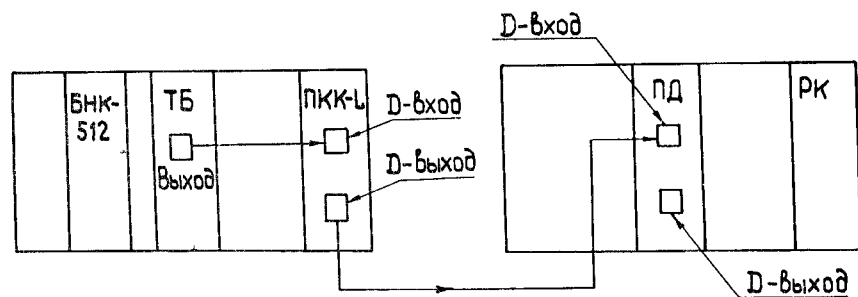 D-вход
БНК-
512
ТБ
ПКК-L
D-вход
ПД
РК
Выход
D-выход
D-выход